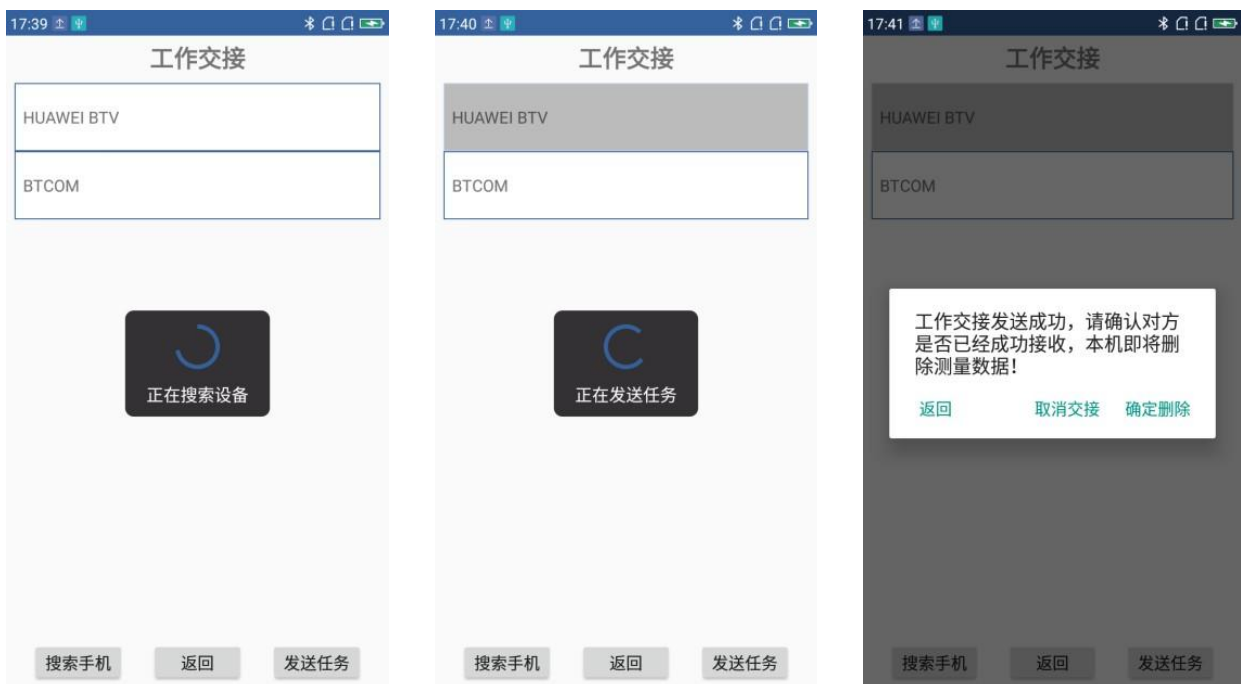 17:39
工作交接
HUAWEI BTV
BTCOM
正在搜索设备
搜索手机
返回
发送任务
17:40
工作交接
HUAWEI BTV
BTCOM
正在发送任务
搜索手机
返回
发送任务
17:41
工作交接
HUAWEI BTV
BTCOM
工作交接发送成功，请确认对方
是否已经成功接收，本机即将删
除测量数据！
返回
取消交接
确定删除
搜索手机
返回
发送任务